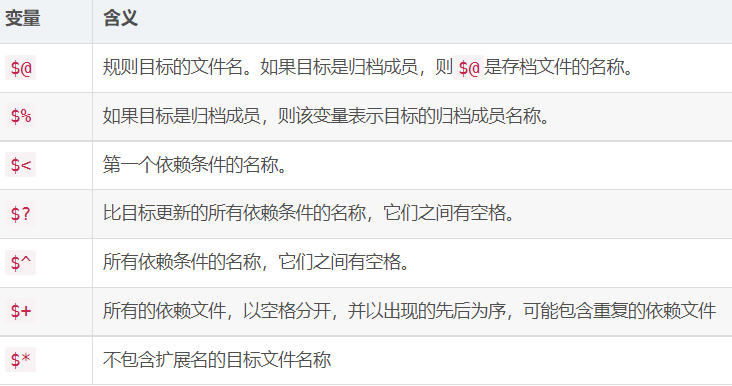 变量 含义
$@ 规则目标的文件名。如果目标是归档成员，则 $@ 是存档文件的名称。
$% 如果目标是归档成员，则该变量表示目标的归档成员名称。
$< 第一个依赖条件的名称。
$? 比目标更新的所有依赖条件的名称，它们之间有空格。
$^ 所有依赖条件的名称，它们之间有空格。
$+ 所有的依赖文件，以空格分开，并以出现的先后为序，可能包含重复的依赖文件
$* 不包含扩展名的目标文件名称